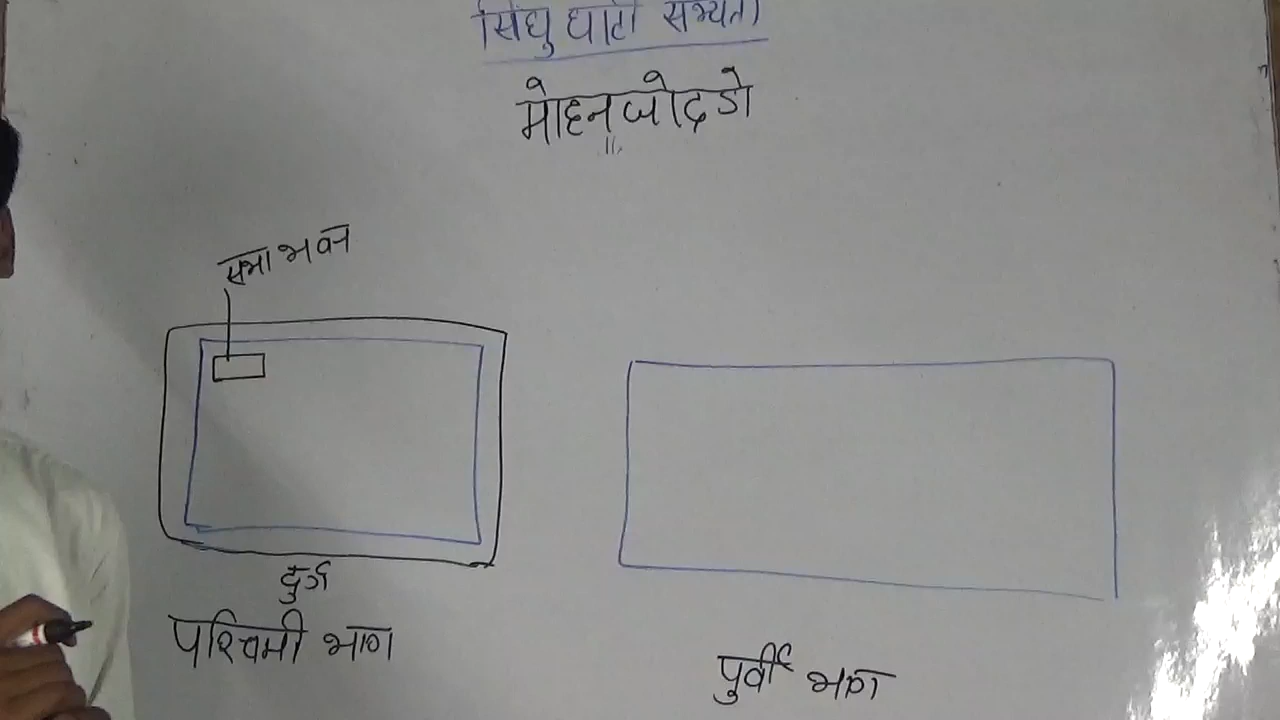 सिंधु घाटी सभ्यता
मोहनजोदडो
सभा भवन
दुर्ग
पश्चिमी भाग
पुर्वी भाग